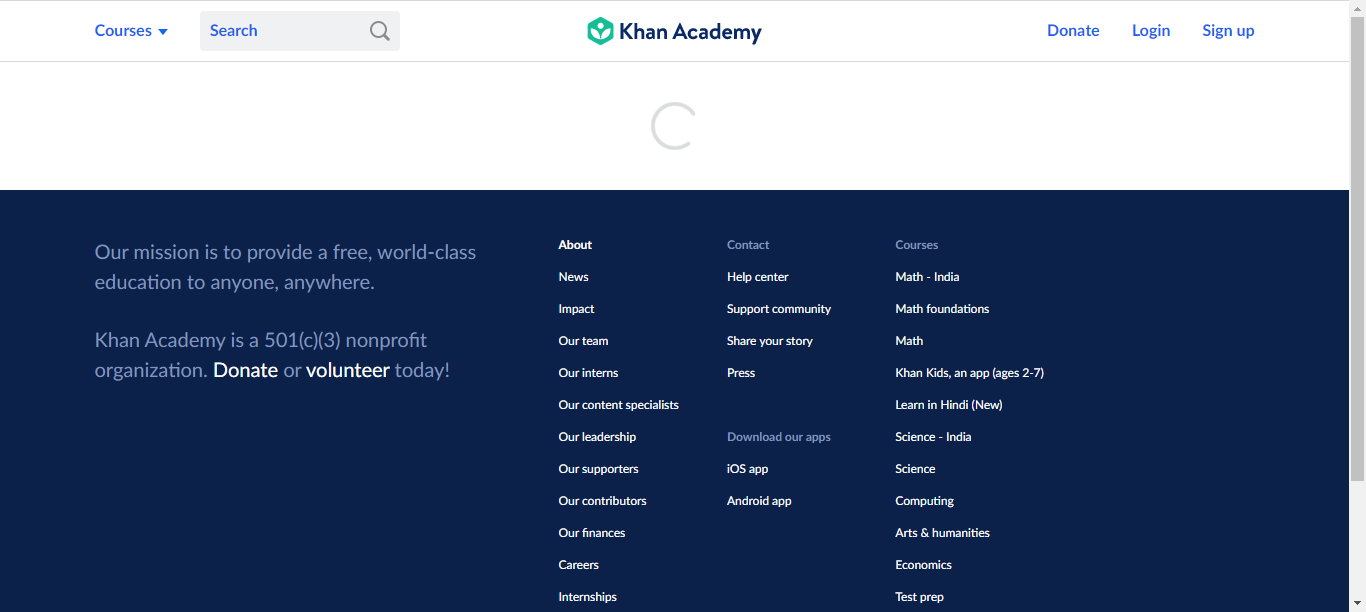 Courses
Search
Khan Academy
Donate
Login
Sign up
Our mission is to provide a free, world-class
education to anyone, anywhere.
Khan Academy is a 501(c)(3) nonprofit
organization. Donate or volunteer today!
About
News
Impact
Our team
Our interns
Our content specialists
Our leadership
Our supporters
Our contributors
Our finances
Careers
Internships
Contact
Help center
Support community
Share your story
Press
Download our apps
iOS app
Android app
Courses
Math - India
Math foundations
Math
Khan Kids, an app (ages 2-7)
Learn in Hindi (New)
Science - India
Science
Computing
Arts & humanities
Economics
Test prep